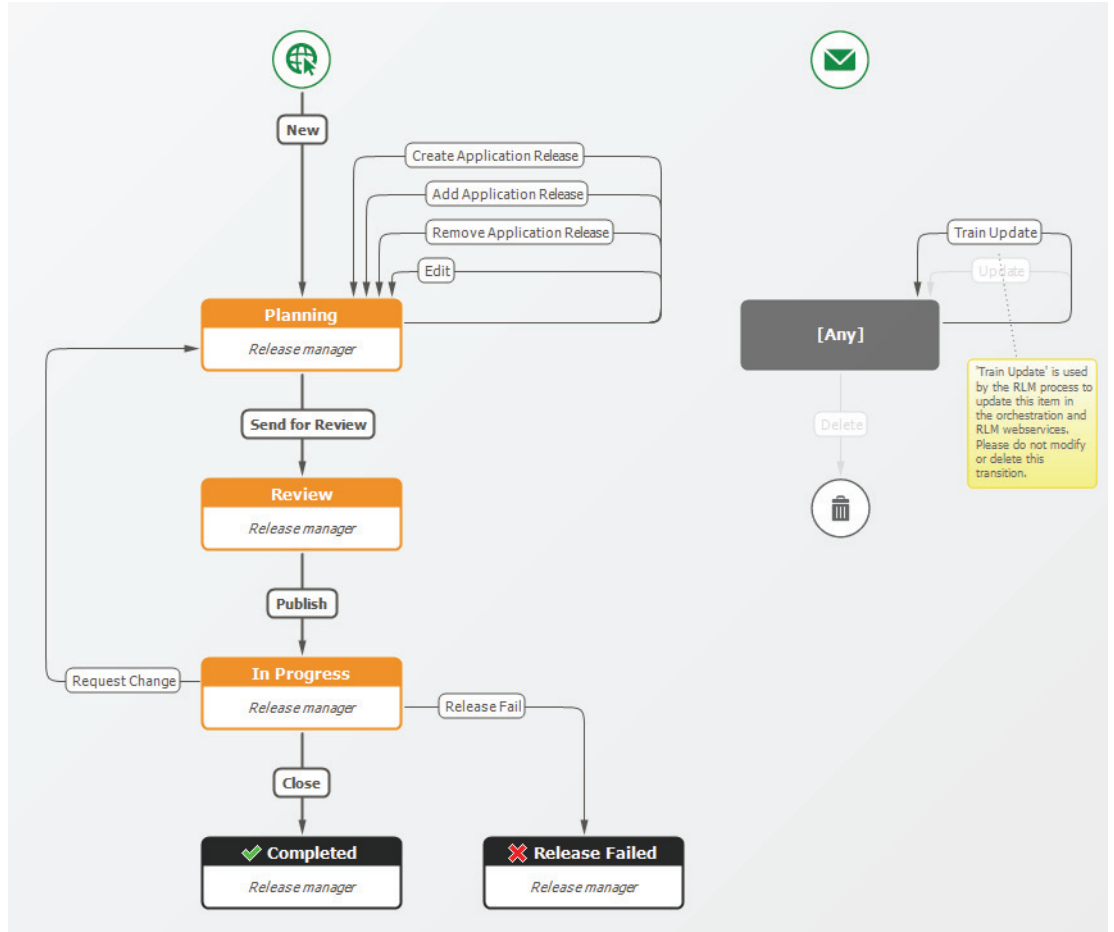 New
Create Application Release
Add Application Release
Remove Application Release
Edit
Planning
Release manager
Send for Review
Review
Release manager
Publish
In Progress
Release manager
Request Change
Release Fail
Close
Completed
Release manager
Release Failed
Release manager
Train Update
Update
[Any]
Delete
'Train Update' is used
by the RLM process to
update this item in
the orchestration and
RLM webservices.
Please do not modify
or delete this
transition.